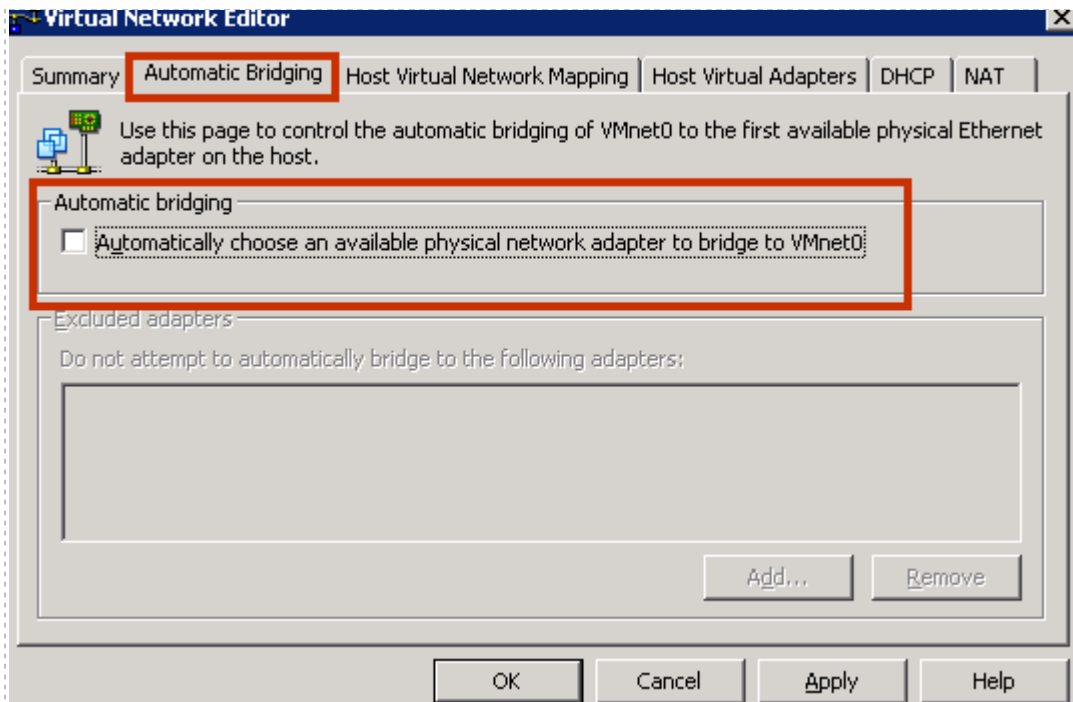 Virtual Network Editor
Summary Automatic Bridging Host Virtual Network Mapping Host Virtual Adapters DHCP NAT
Use this page to control the automatic bridging of VMnet0 to the first available physical Ethernet
adapter on the host.
Automatic bridging
Automatically choose an available physical network adapter to bridge to VMnet0
Excluded adapters
Do not attempt to automatically bridge to the following adapters:
Add... Remove
OK Cancel Apply Help